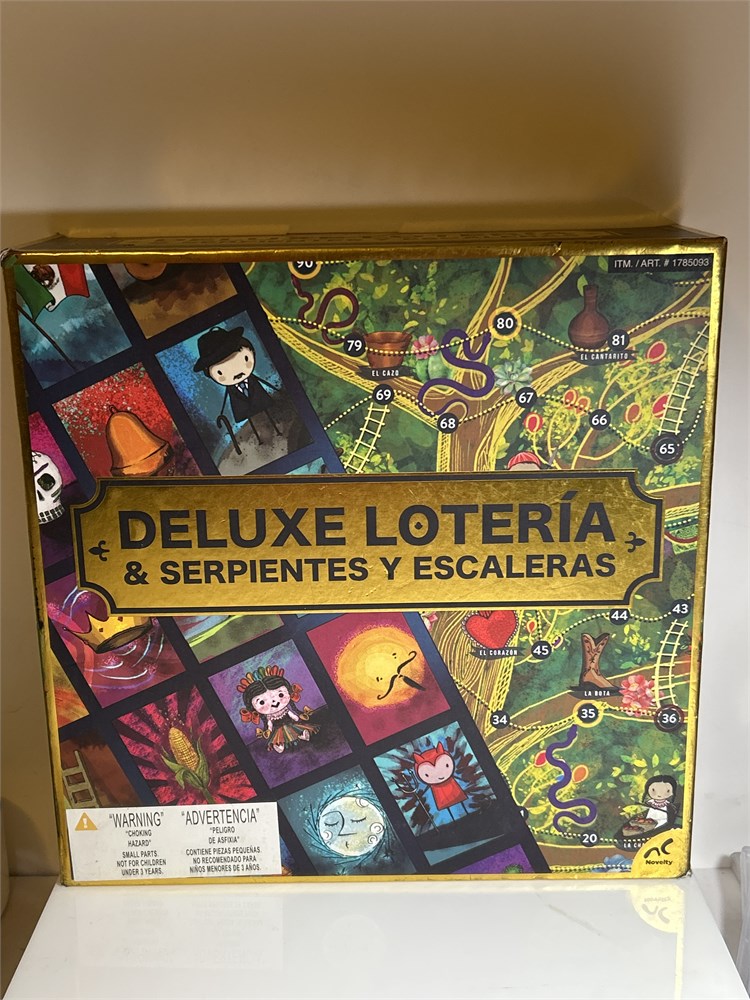 ITM. / ART. # 1785093
90
80
79
81
EL CAZO
EL CANTARITO
69
67
68
66
65
DELUXE LOTERÍA
& SERPIENTES Y ESCALERAS
43
44
EL CORAZÓN
45
LA BOTA
34
35
36
20
Novelty
"WARNING"
"CHOKING
HAZARD"
SMALL PARTS.
NOT FOR CHILDREN
UNDER 3 YEARS.
"ADVERTENCIA"
"PELIGRO
DE ASFIXIA"
CONTIENE PIEZAS PEQUEÑAS.
NO RECOMENDADO PARA
NIÑOS MENORES DE 3 AÑOS.